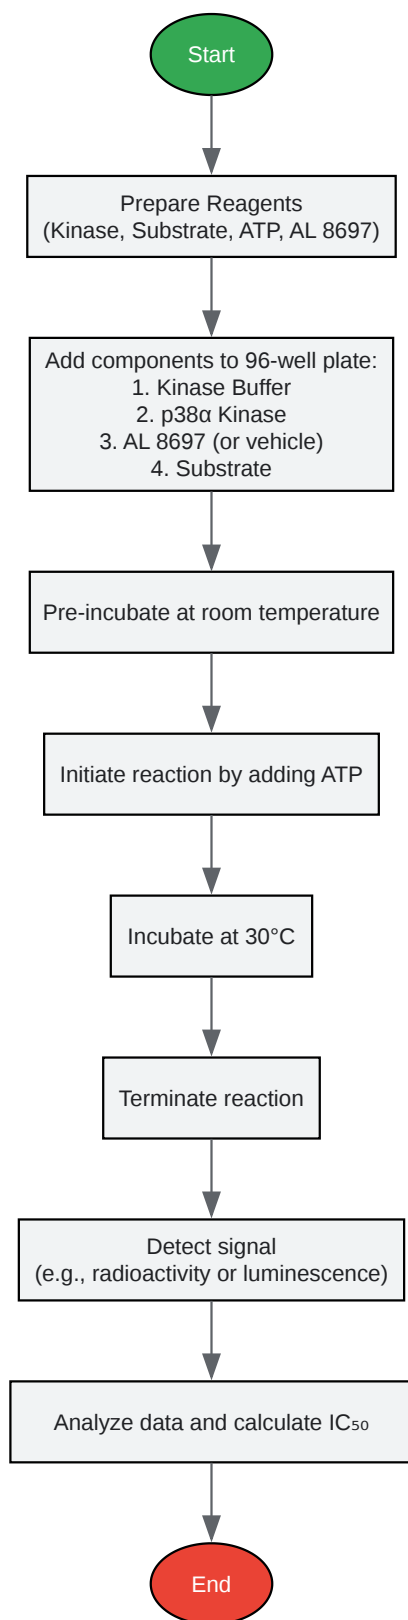 Start
Prepare Reagents
(Kinase, Substrate, ATP, AL 8697)
Add components to 96-well plate:
1. Kinase Buffer
2. p38α Kinase
3. AL 8697 (or vehicle)
4. Substrate
Pre-incubate at room temperature
Initiate reaction by adding ATP
Incubate at 30°C
Terminate reaction
Detect signal
(e.g., radioactivity or luminescence)
Analyze data and calculate IC₅₀
End